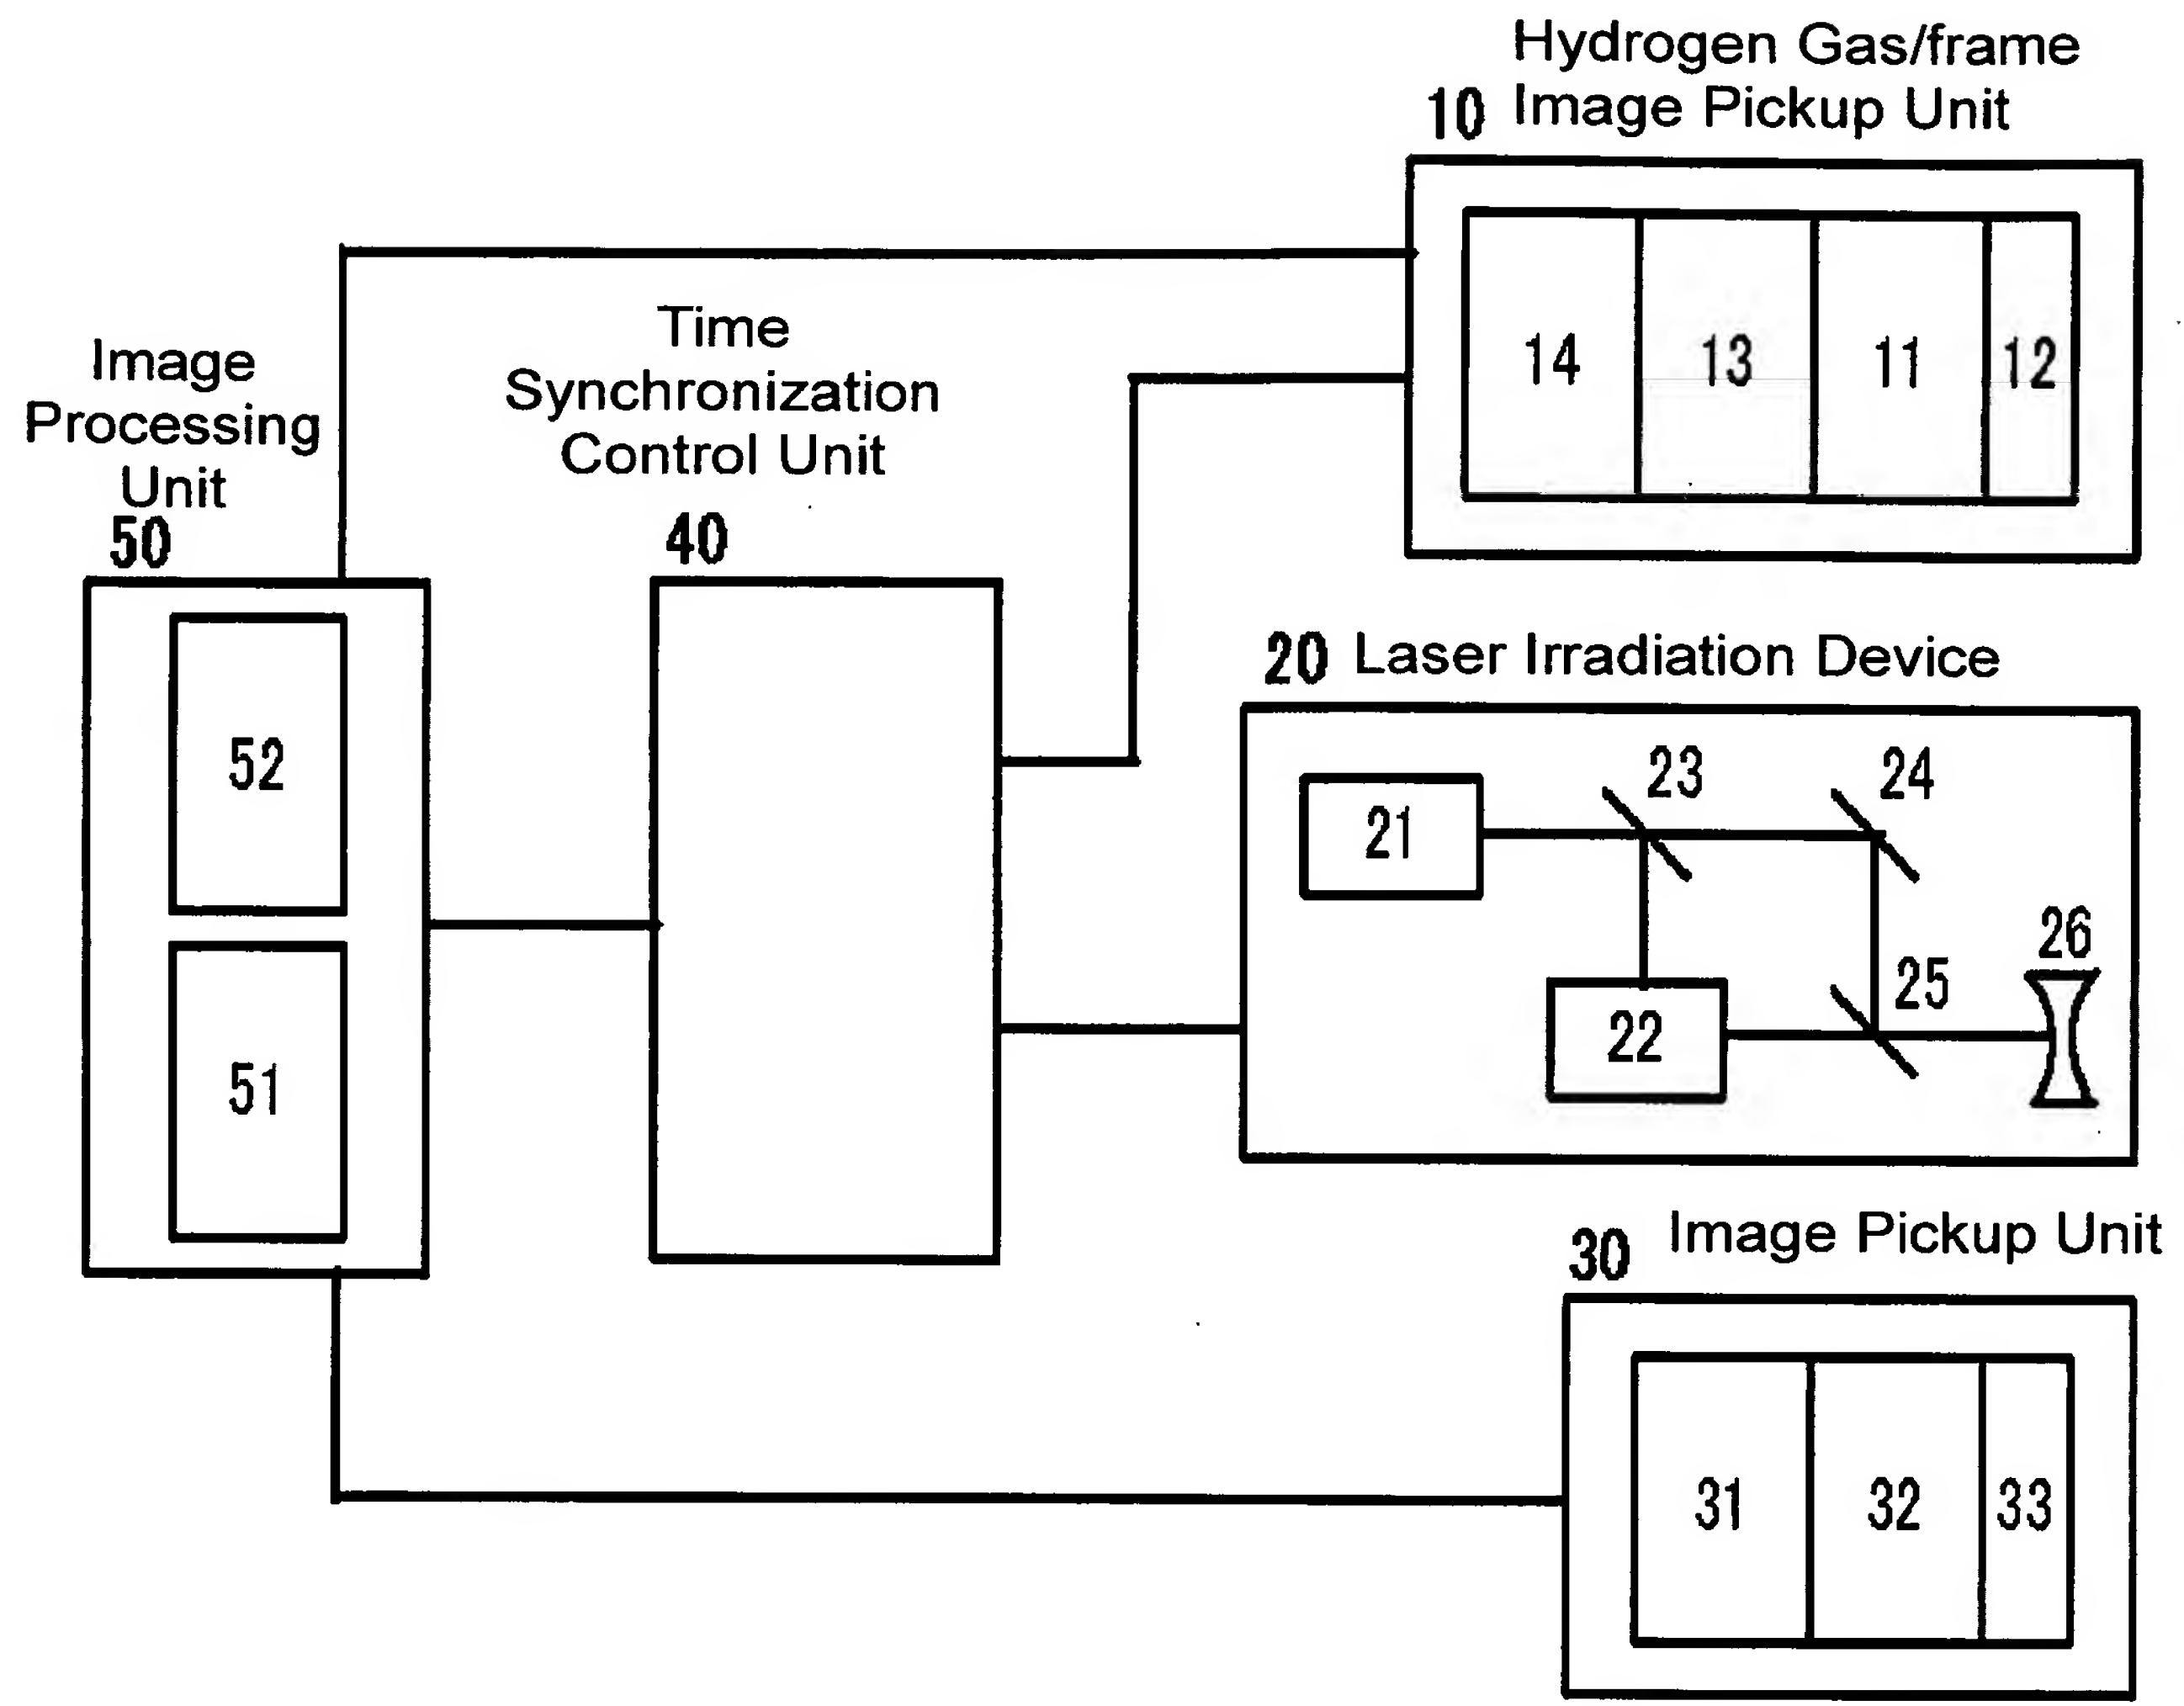 Hydrogen Gas/frame
10 Image Pickup Unit
14 13 11 12
Time
Synchronization
Control Unit
40
Image
Processing
Unit
50
52
51
20 Laser Irradiation Device
21 23 24
22 25 26
30 Image Pickup Unit
31 32 33